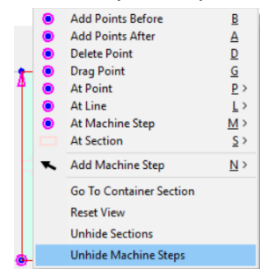 Add Points Before B
Add Points After A
Delete Point D
Drag Point G
At Point P >
At Line L >
At Machine Step M >
At Section S >
Add Machine Step N >
Go To Container Section
Reset View
Unhide Sections
Unhide Machine Steps